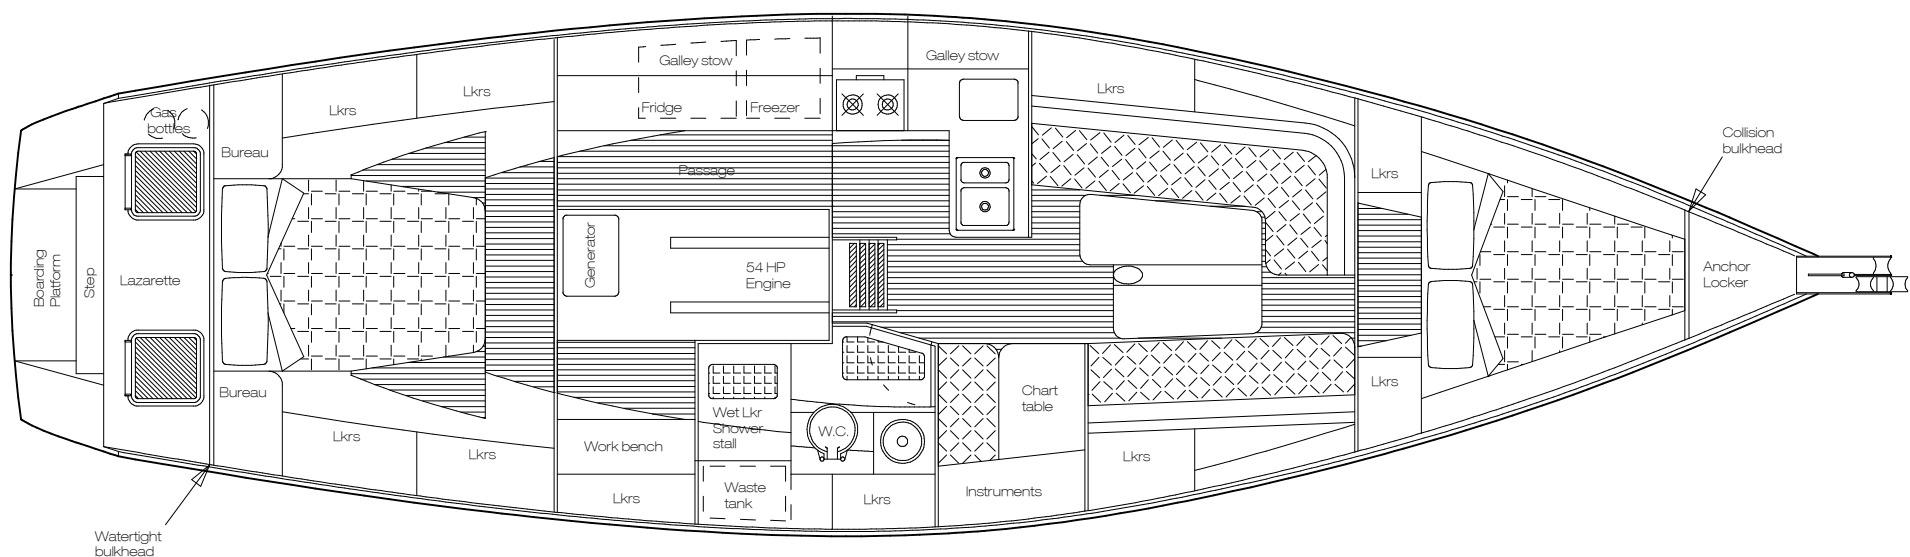 Galley stow
Galley stow
Lkrs
Lkrs
Lkrs
Gas
bottles
Fridge
Freezer
Bureau
Passage
Collision
bulkhead
Lkrs
Boarding
Platform
Step
Lazarette
Generator
54 HP
Engine
Anchor
Locker
Bureau
Lkrs
Lkrs
Work bench
Wet Lkr
Shower
stall
W.C.
Chart
table
Lkrs
Lkrs
Lkrs
Waste
tank
Lkrs
Instruments
Lkrs
Watertight
bulkhead